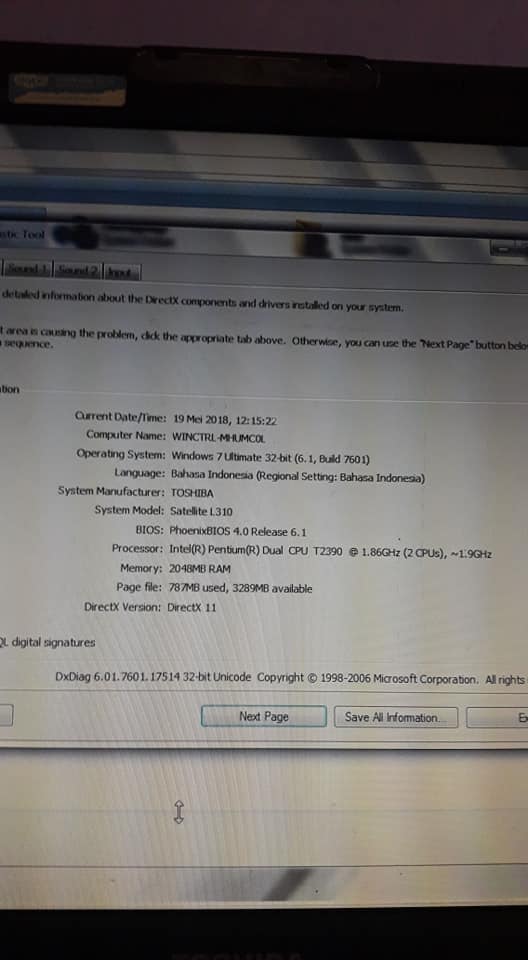 stic Tool
Sound 1 Sound 2 Input
detailed information about the DirectX components and drivers installed on your system.
t area is causing the problem, click the appropriate tab above. Otherwise, you can use the "Next Page" button belo
sequence.
tion
Current Date/Time: 19 Mei 2018, 12:15:22
Computer Name: WINCTRL-MHUMC0L
Operating System: Windows 7 Ultimate 32-bit (6.1, Build 7601)
Language: Bahasa Indonesia (Regional Setting: Bahasa Indonesia)
System Manufacturer: TOSHIBA
System Model: Satellite L310
BIOS: PhoenixBIOS 4.0 Release 6.1
Processor: Intel(R) Pentium(R) Dual CPU T2390 @ 1.86GHz (2 CPUs), ~1.9GHz
Memory: 2048MB RAM
Page file: 787MB used, 3289MB available
DirectX Version: DirectX 11
QL digital signatures
DxDiag 6.01.7601.17514 32-bit Unicode Copyright © 1998-2006 Microsoft Corporation. All rights
Next Page Save All Information... E